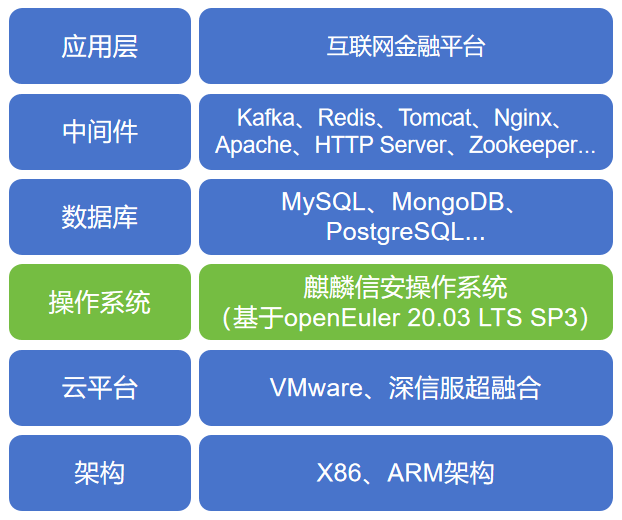 应用层
互联网金融平台
中间件
Kafka、Redis、Tomcat、Nginx、
Apache、HTTP Server、Zookeeper...
数据库
MySQL、MongoDB、
PostgreSQL...
操作系统
麒麟信安操作系统
（基于openEuler 20.03 LTS SP3）
云平台
VMware、深信服超融合
架构
X86、ARM架构